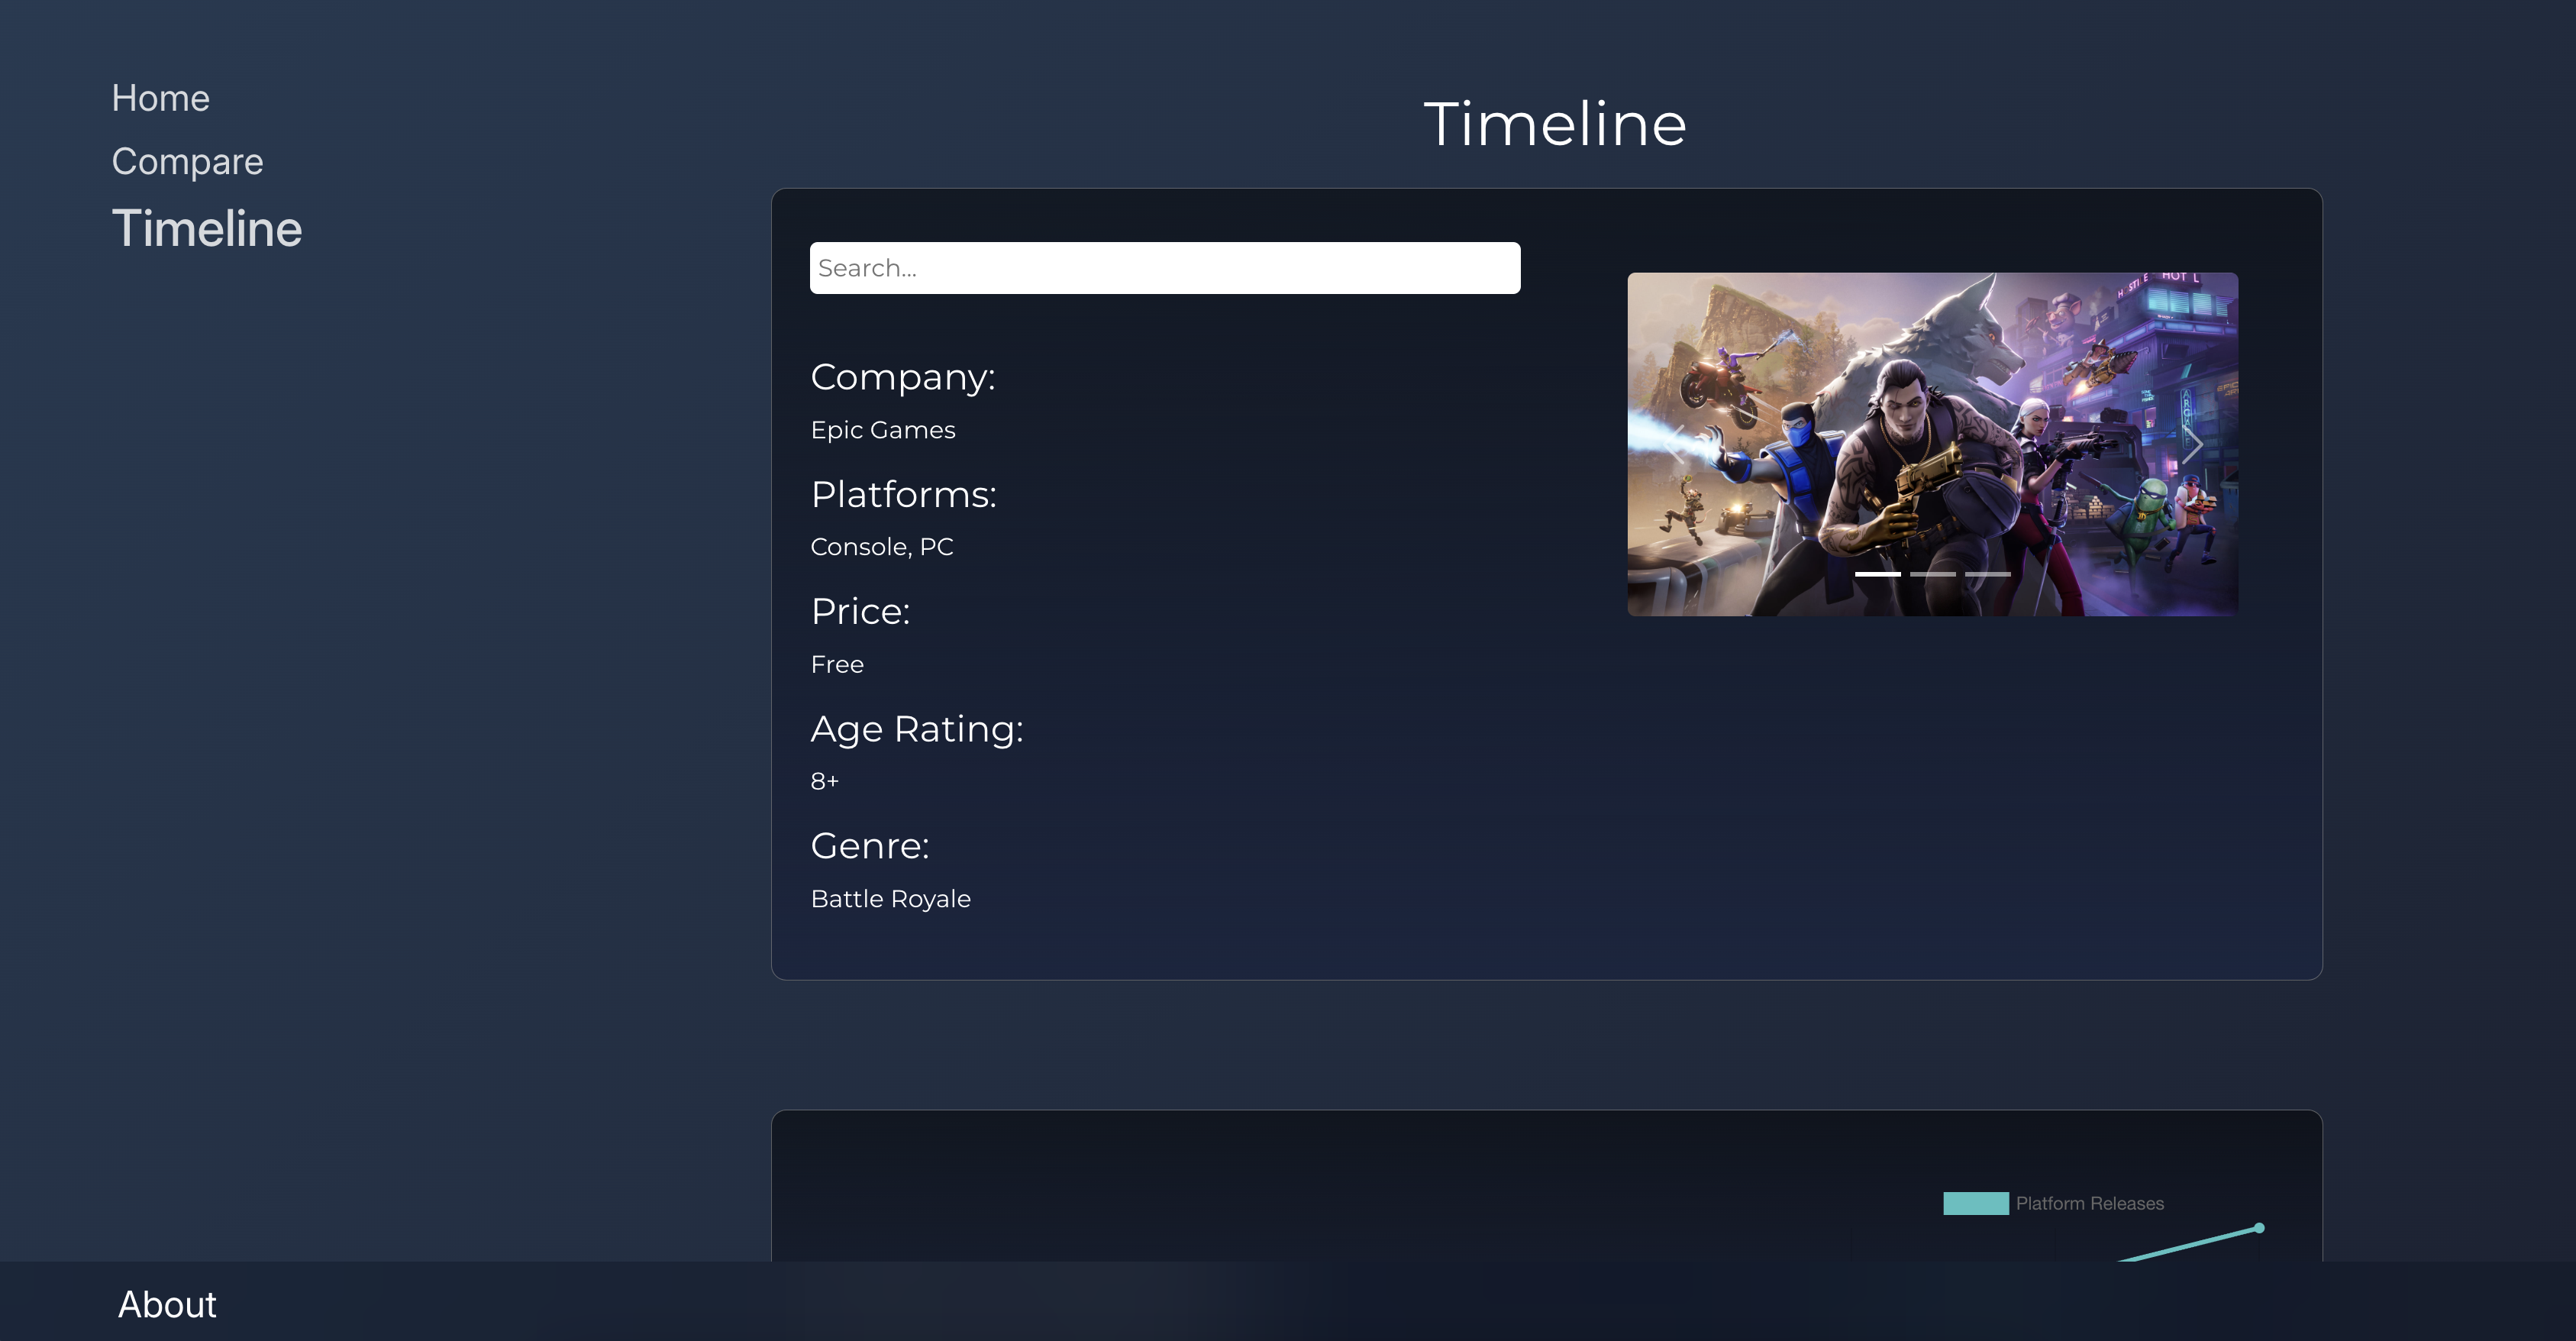 Home
Compare
Timeline
Timeline
Search...
HOT L
Company:
Epic Games
Platforms:
Console, PC
Price:
Free
Age Rating:
8+
Genre:
Battle Royale
Platform Releases
About